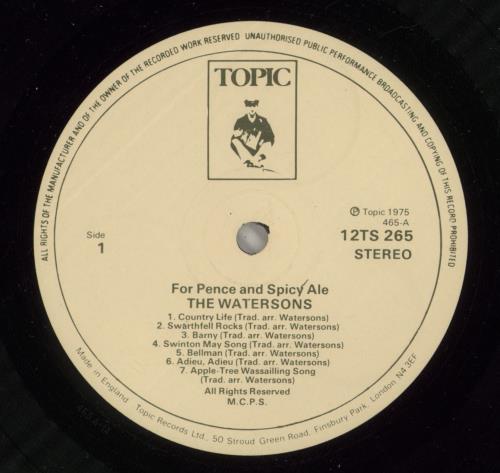 ALL RIGHTS OF THE MANUFACTURER AND OF THE OWNER OF THE RECORDED WORK RESERVED UNAUTHORISED PUBLIC PERFORMANCE BROADCASTING AND COPYING OF THIS RECORD PROHIBITED
TOPIC
℗ Topic 1975
465-A
Side
1
12TS 265
STEREO
For Pence and Spicy Ale
THE WATERSONS
1. Country Life (Trad. arr. Watersons)
2. Swarthfell Rocks (Trad. arr. Watersons)
3. Barny (Trad. arr. Watersons)
4. Swinton May Song (Trad. arr. Watersons)
5. Bellman (Trad. arr. Watersons)
6. Adieu, Adieu (Trad. arr. Watersons)
7. Apple-Tree Wassailling Song
(Trad. arr. Watersons)
All Rights Reserved
M.C.P.S.
Made in England. Topic Records Ltd., 50 Stroud Green Road, Finsbury Park, London N4 3EF